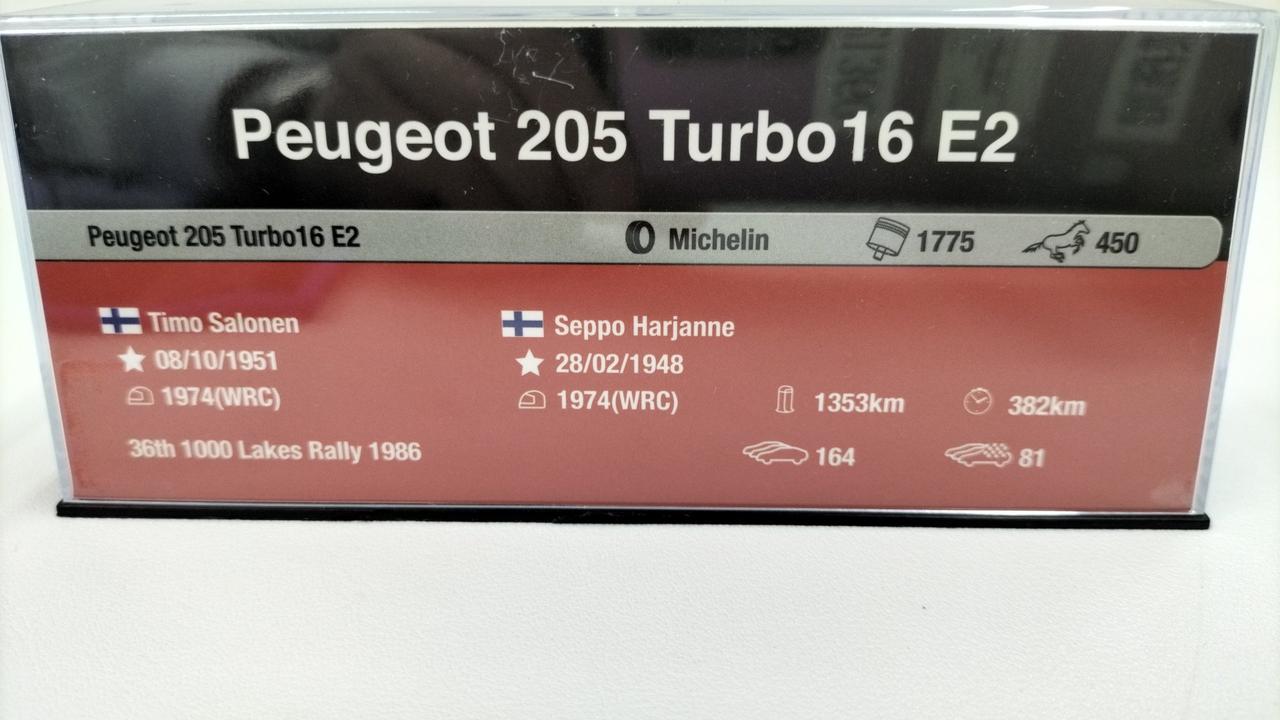 Peugeot 205 Turbo16 E2
Peugeot 205 Turbo16 E2 Michelin 1775 450
Timo Salonen Seppo Harjanne
08/10/1951 28/02/1948
1974(WRC) 1974(WRC) 1353km 382km
36th 1000 Lakes Rally 1986 164 81